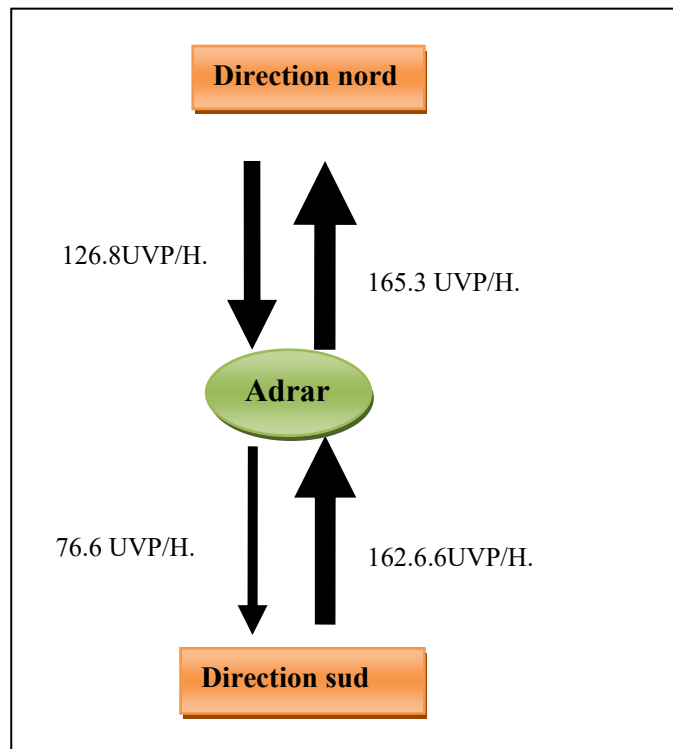 Direction nord
126.8UVP/H.
165.3 UVP/H.
Adrar
76.6 UVP/H.
162.6.6UVP/H.
Direction sud